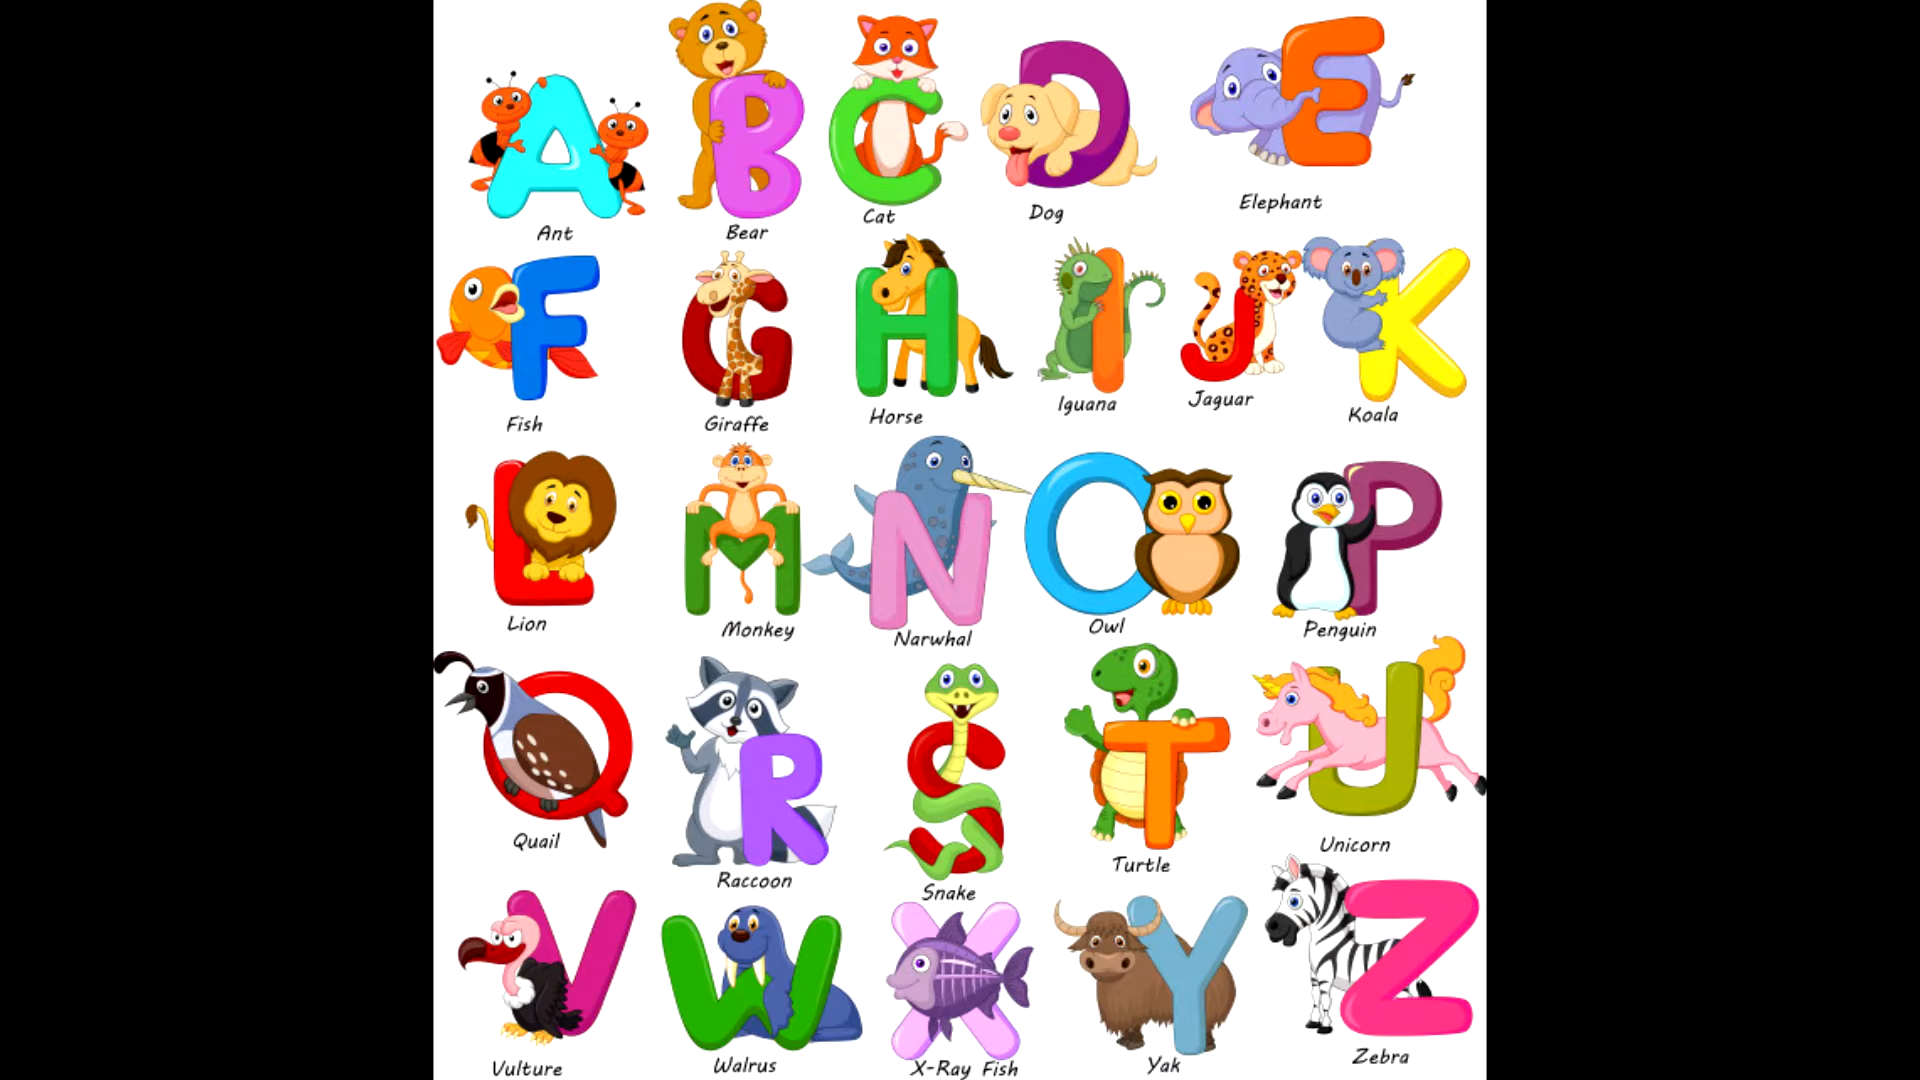 A B C D E
Ant Bear Cat Dog Elephant
F G H I J K
Fish Giraffe Horse Iguana Jaguar Koala
L M N O P
Lion Monkey Narwhal Owl Penguin
Q R S T U
Quail Raccoon Snake Turtle Unicorn
V W X Y Z
Vulture Walrus X-Ray Fish Yak Zebra